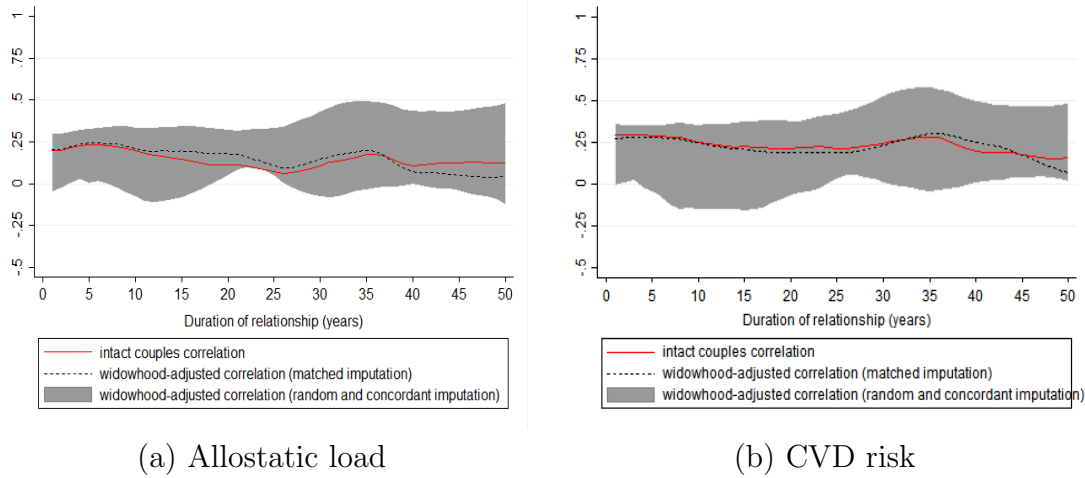 1
.75
.5
.25
0
-.25
-.5
0 5 10 15 20 25 30 35 40 45 50
Duration of relationship (years)
intact couples correlation
widowhood-adjusted correlation (matched imputation)
widowhood-adjusted correlation (random and concordant imputation)
(a) Allostatic load
1
.75
.5
.25
0
-.25
-.5
0 5 10 15 20 25 30 35 40 45 50
Duration of relationship (years)
intact couples correlation
widowhood-adjusted correlation (matched imputation)
widowhood-adjusted correlation (random and concordant imputation)
(b) CVD risk